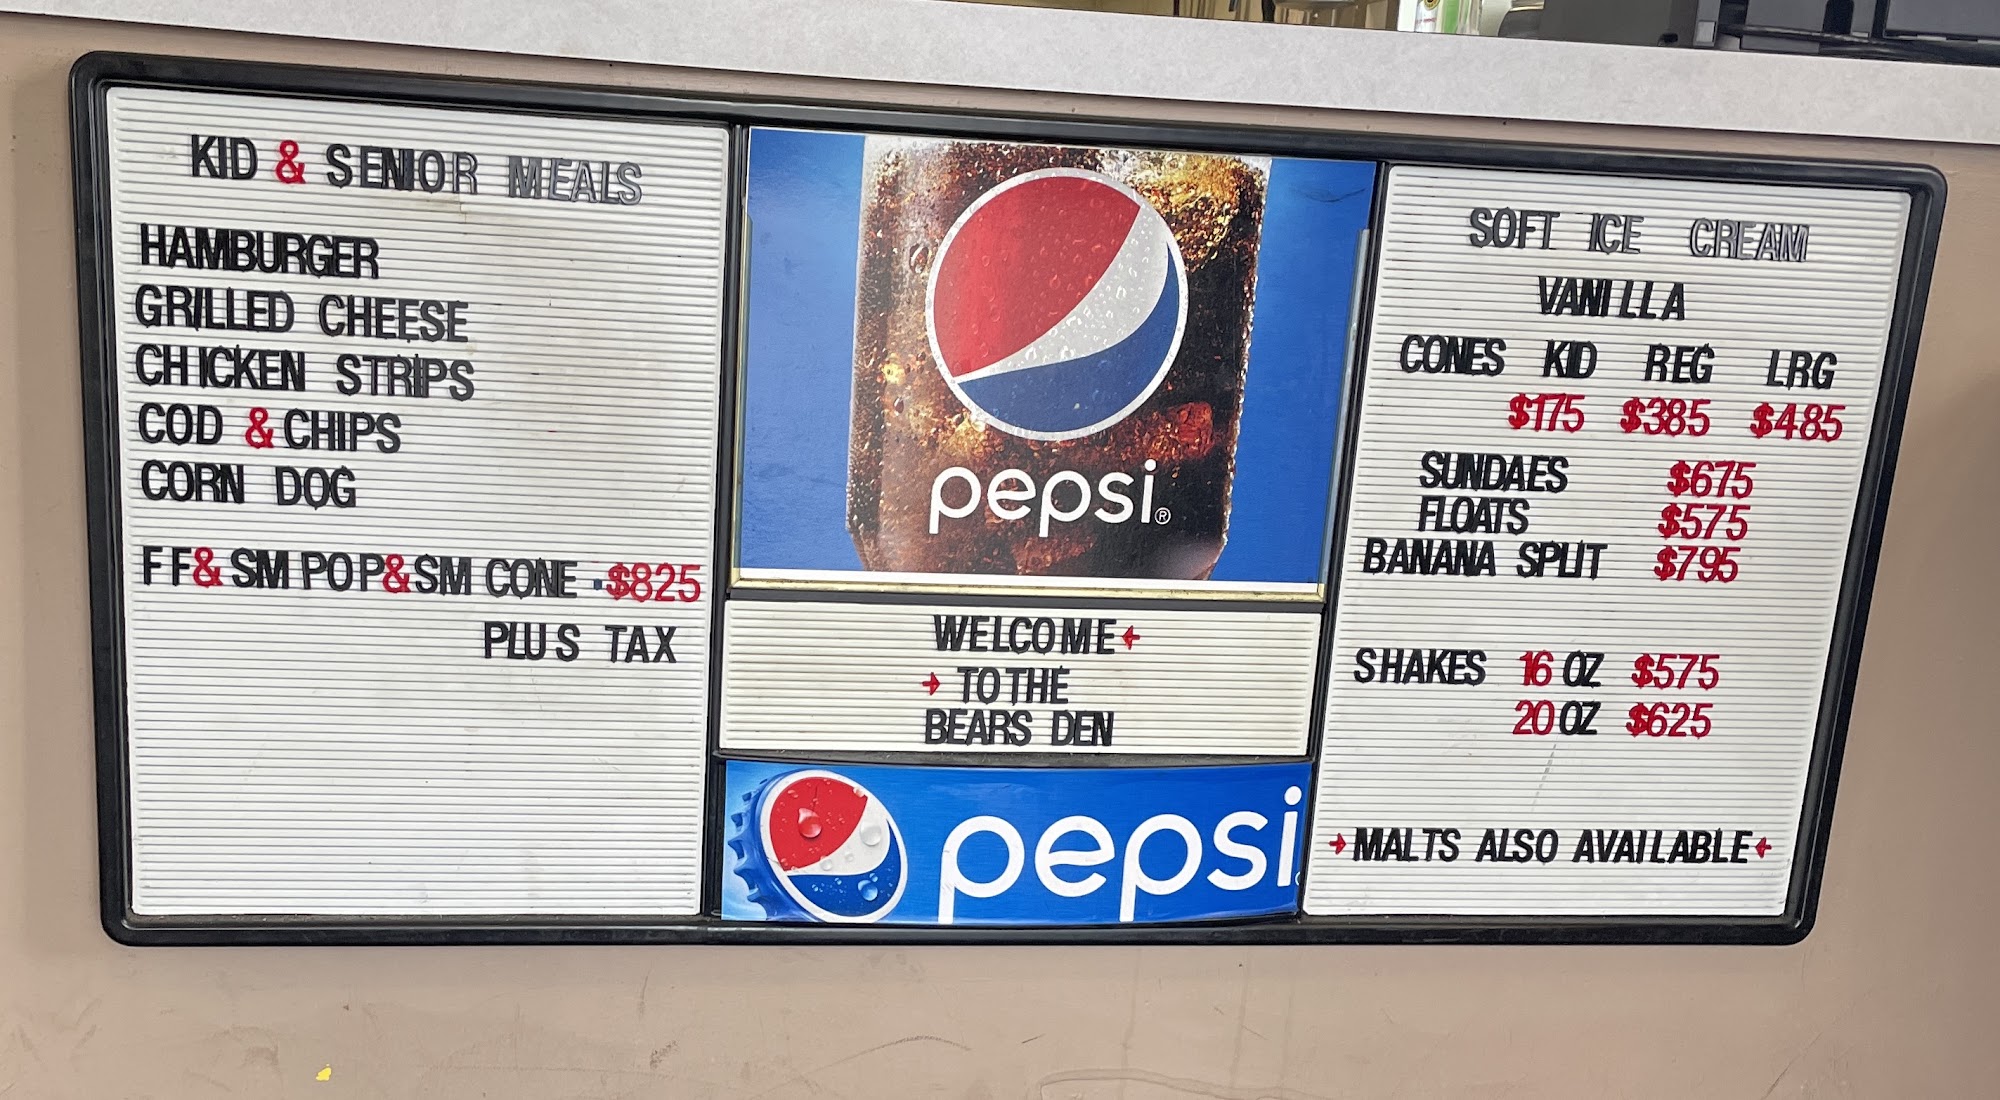 KID & SENIOR MEALS
HAMBURGER
GRILLED CHEESE
CHICKEN STRIPS
COD & CHIPS
CORN DOG
FF & SM POP & SM CONE · $825
PLUS TAX
pepsi®
WELCOME
TO THE
BEARS DEN
pepsi
SOFT ICE CREAM
VANILLA
CONES KID REG LRG
$175 $385 $485
SUNDAES $675
FLOATS $575
BANANA SPLIT $795
SHAKES 16 OZ $575
20 OZ $625
MALTS ALSO AVAILABLE